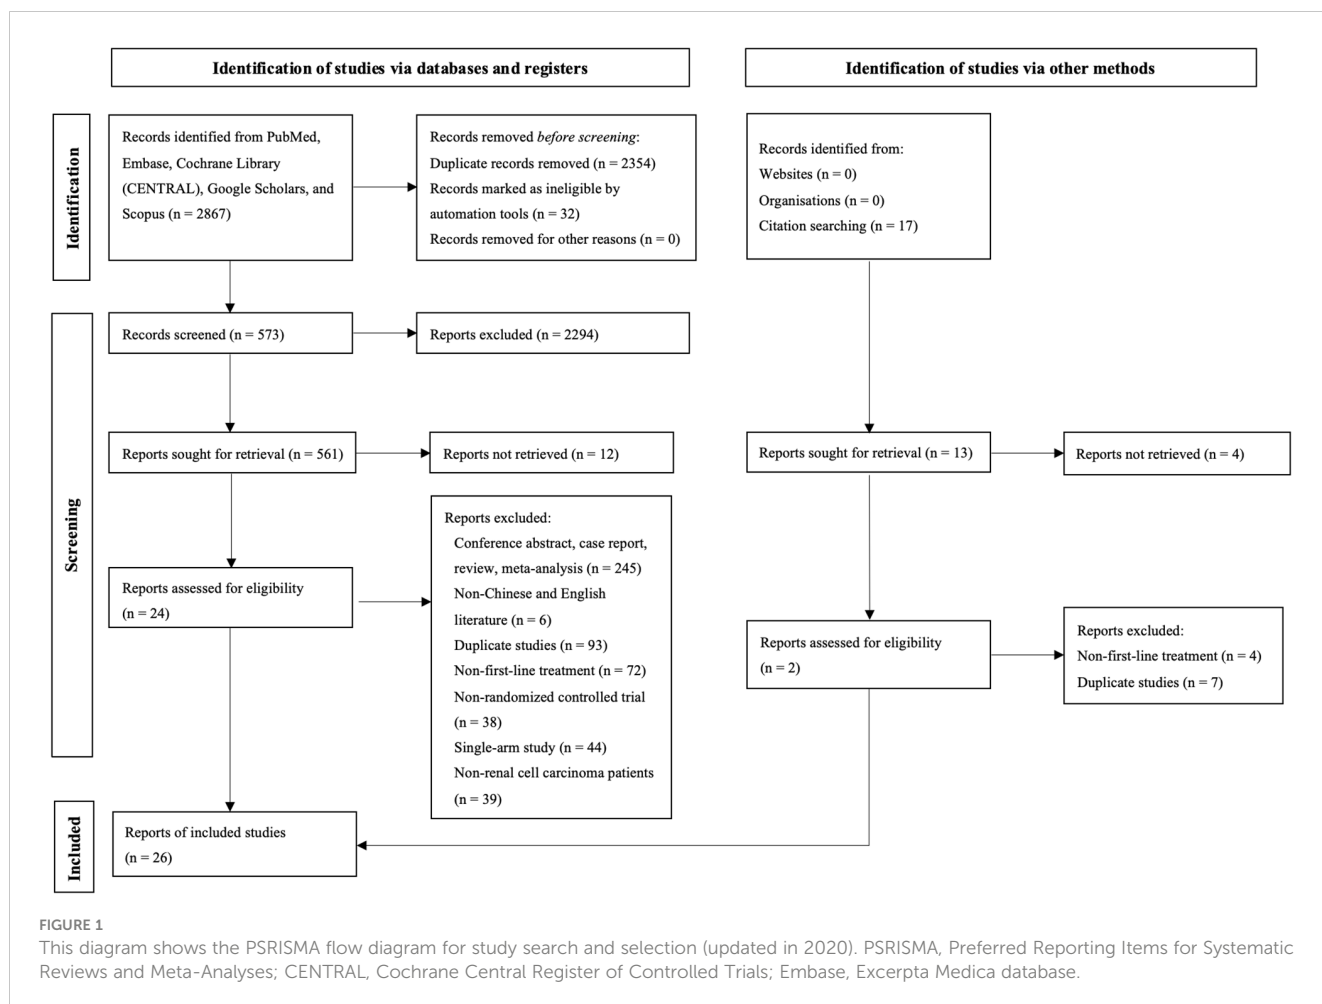 Identification of studies via databases and registers
Identification of studies via other methods
Identification
Records identified from PubMed,
Embase, Cochrane Library
(CENTRAL), Google Scholars, and
Scopus (n = 2867)
Records removed before screening:
Duplicate records removed (n = 2354)
Records marked as ineligible by
automation tools (n = 32)
Records removed for other reasons (n = 0)
Records identified from:
Websites (n = 0)
Organisations (n = 0)
Citation searching (n = 17)
Screening
Records screened (n = 573)
Reports excluded (n = 2294)
Reports sought for retrieval (n = 561)
Reports not retrieved (n = 12)
Reports sought for retrieval (n = 13)
Reports not retrieved (n = 4)
Reports assessed for eligibility
(n = 24)
Reports excluded:
Conference abstract, case report,
review, meta-analysis (n = 245)
Non-Chinese and English
literature (n = 6)
Duplicate studies (n = 93)
Non-first-line treatment (n = 72)
Non-randomized controlled trial
(n = 38)
Single-arm study (n = 44)
Non-renal cell carcinoma patients
(n = 39)
Reports assessed for eligibility
(n = 2)
Reports excluded:
Non-first-line treatment (n = 4)
Duplicate studies (n = 7)
Included
Reports of included studies
(n = 26)
FIGURE 1
This diagram shows the PSRISMA flow diagram for study search and selection (updated in 2020). PSRISMA, Preferred Reporting Items for Systematic
Reviews and Meta-Analyses; CENTRAL, Cochrane Central Register of Controlled Trials; Embase, Excerpta Medica database.